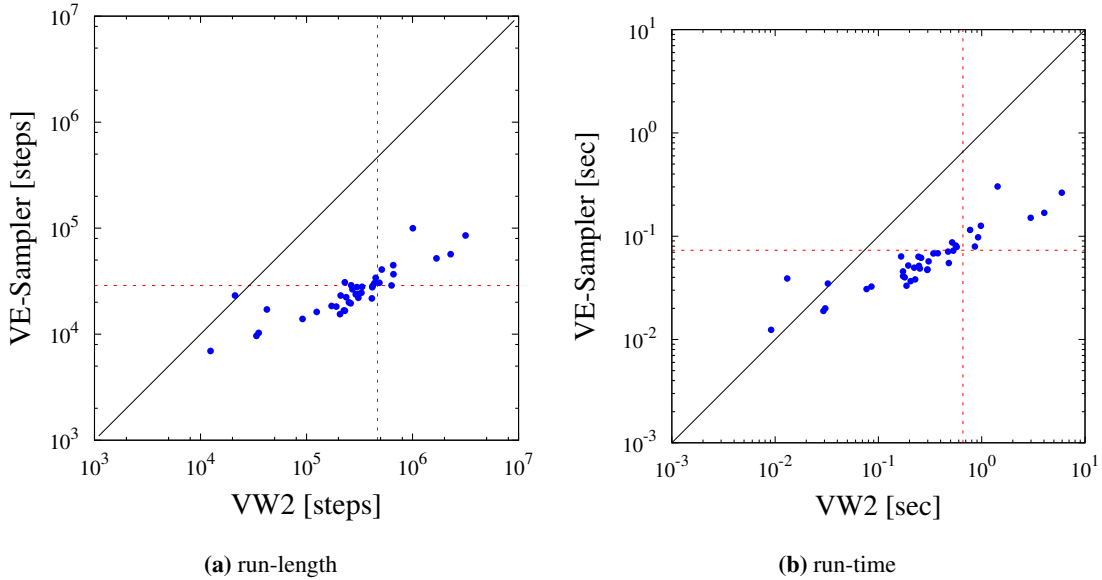 10^7
10^6
10^5
10^4
10^3
VE-Sampler [steps]
10^3 10^4 10^5 10^6 10^7
VW2 [steps]
(a) run-length
10^1
10^0
10^-1
10^-2
10^-3
VE-Sampler [sec]
10^-3 10^-2 10^-1 10^0 10^1
VW2 [sec]
(b) run-time